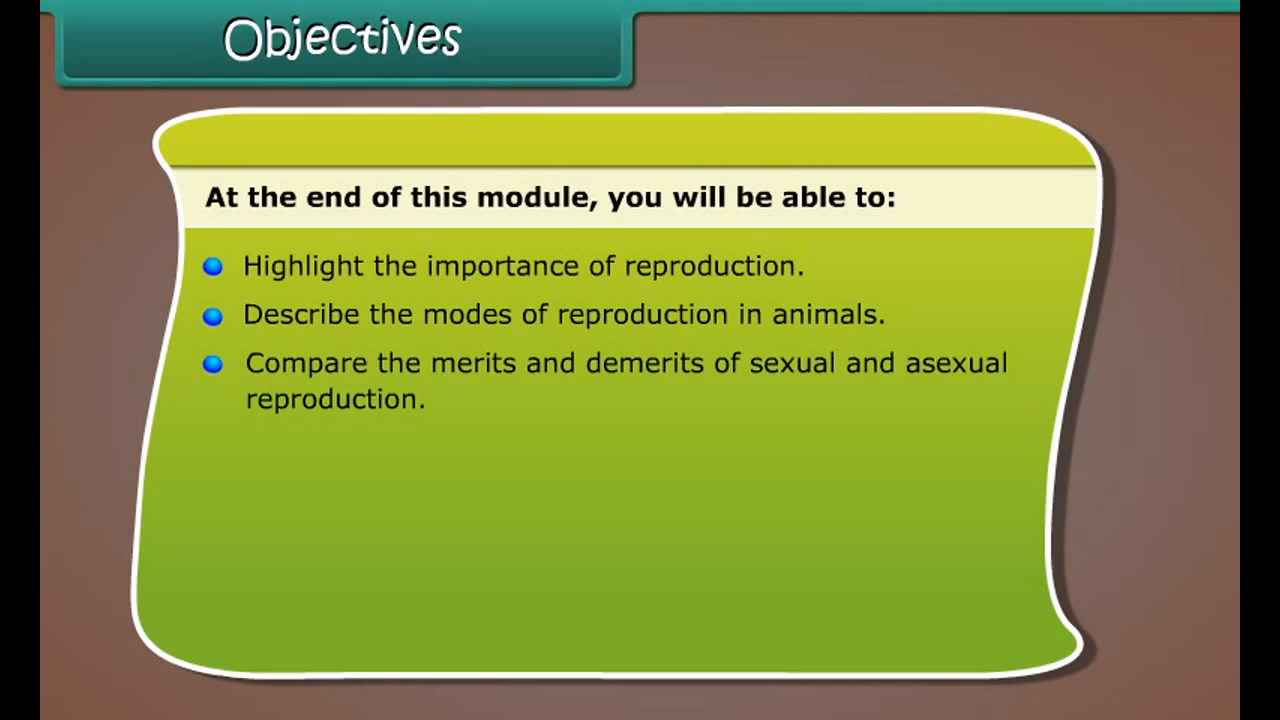 Objectives
At the end of this module, you will be able to:
Highlight the importance of reproduction.
Describe the modes of reproduction in animals.
Compare the merits and demerits of sexual and asexual
reproduction.